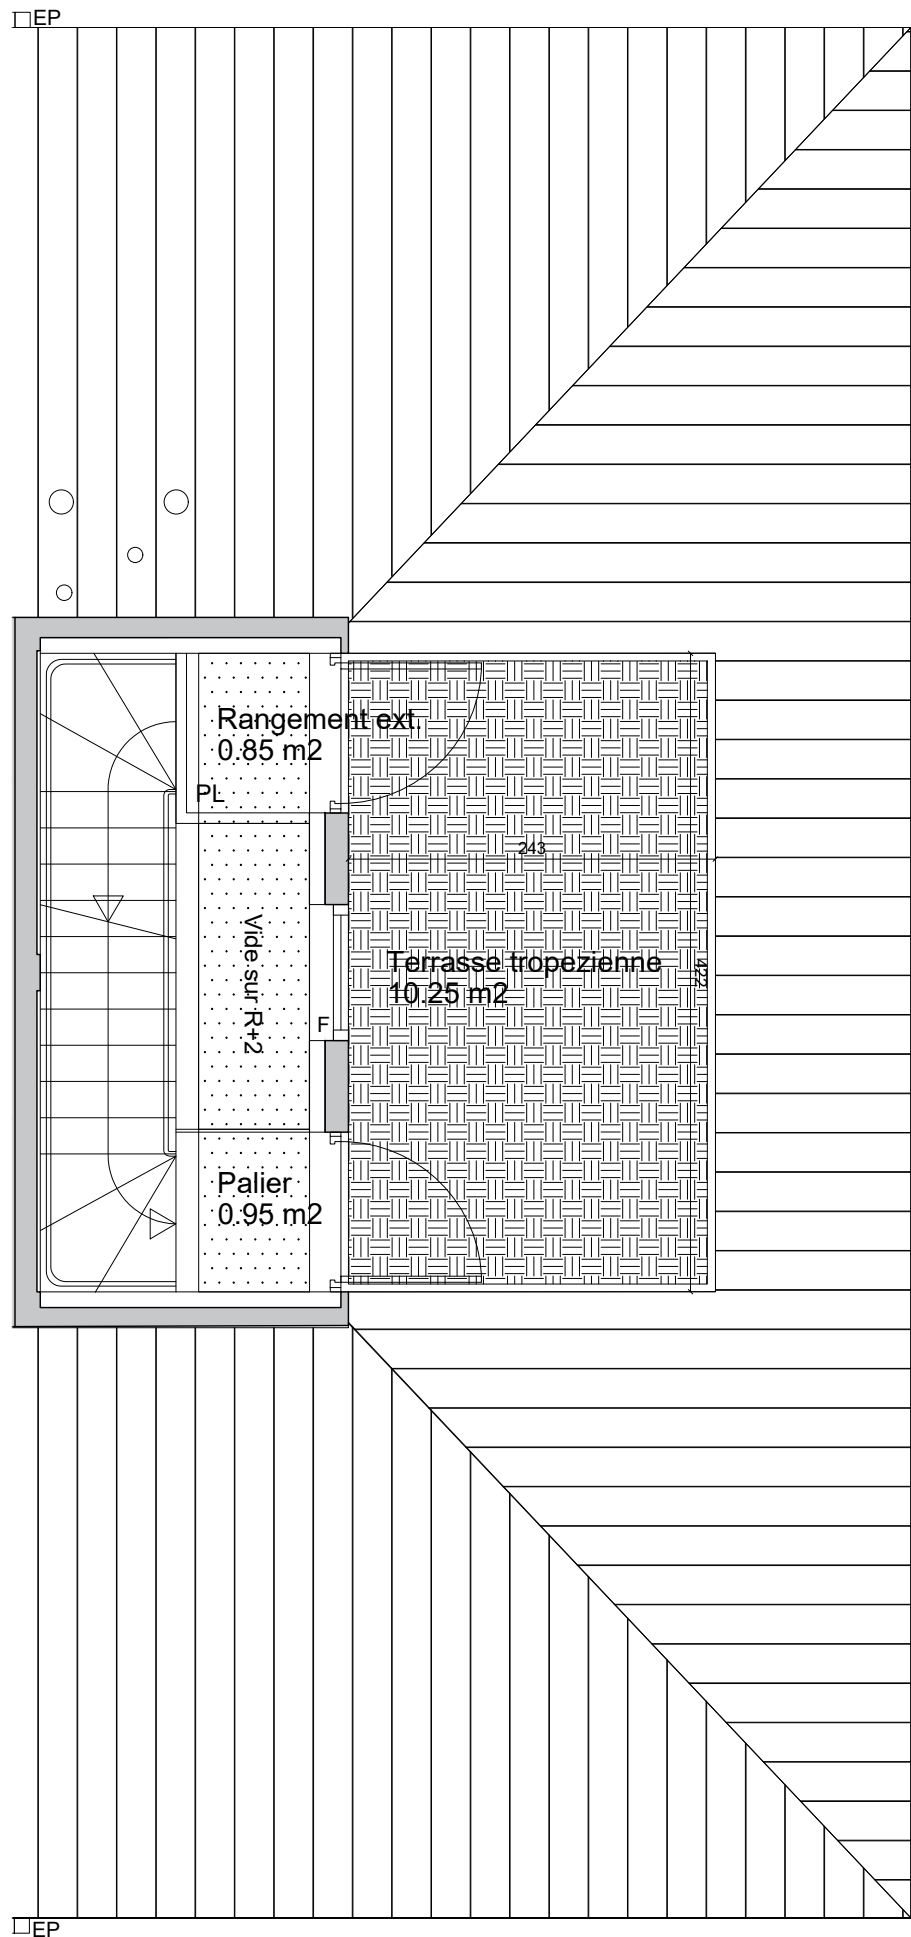 EP
Rangement ext.
0.85 m2
PL
243
Vide sur R+2
Terrasse tropezienne
10.25 m2
422
F
Palier
0.95 m2
EP